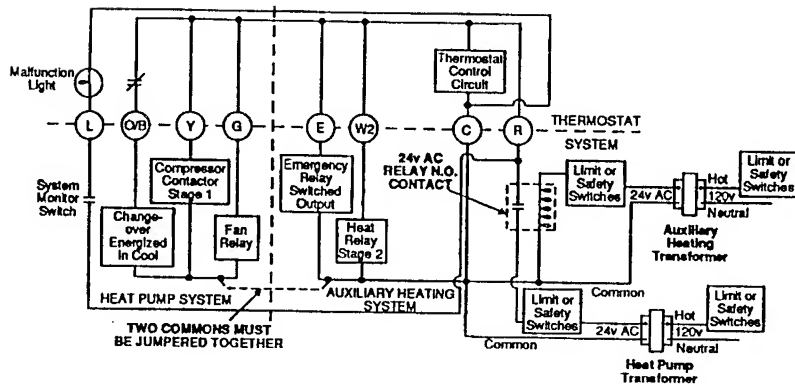 Malfunction
Light
Thermostat
Control
Circuit
L
O/B
Y
G
E
W2
C
R
THERMOSTAT
SYSTEM
System
Monitor
Switch
Compressor
Contactor
Stage 1
Change-
over
Energized
In Cool
Fan
Relay
Emergency
Relay
Switched
Output
Heat
Relay
Stage 2
24v AC
RELAY N.O.
CONTACT
Limit or
Safety
Switches
24v AC
Hot
120v
Neutral
Limit or
Safety
Switches
Auxiliary
Heating
Transformer
HEAT PUMP SYSTEM
AUXILIARY HEATING
SYSTEM
TWO COMMONS MUST
BE JUMPERED TOGETHER
Common
Limit or
Safety
Switches
24v AC
Common
Hot
120v
Neutral
Limit or
Safety
Switches
Heat Pump
Transformer